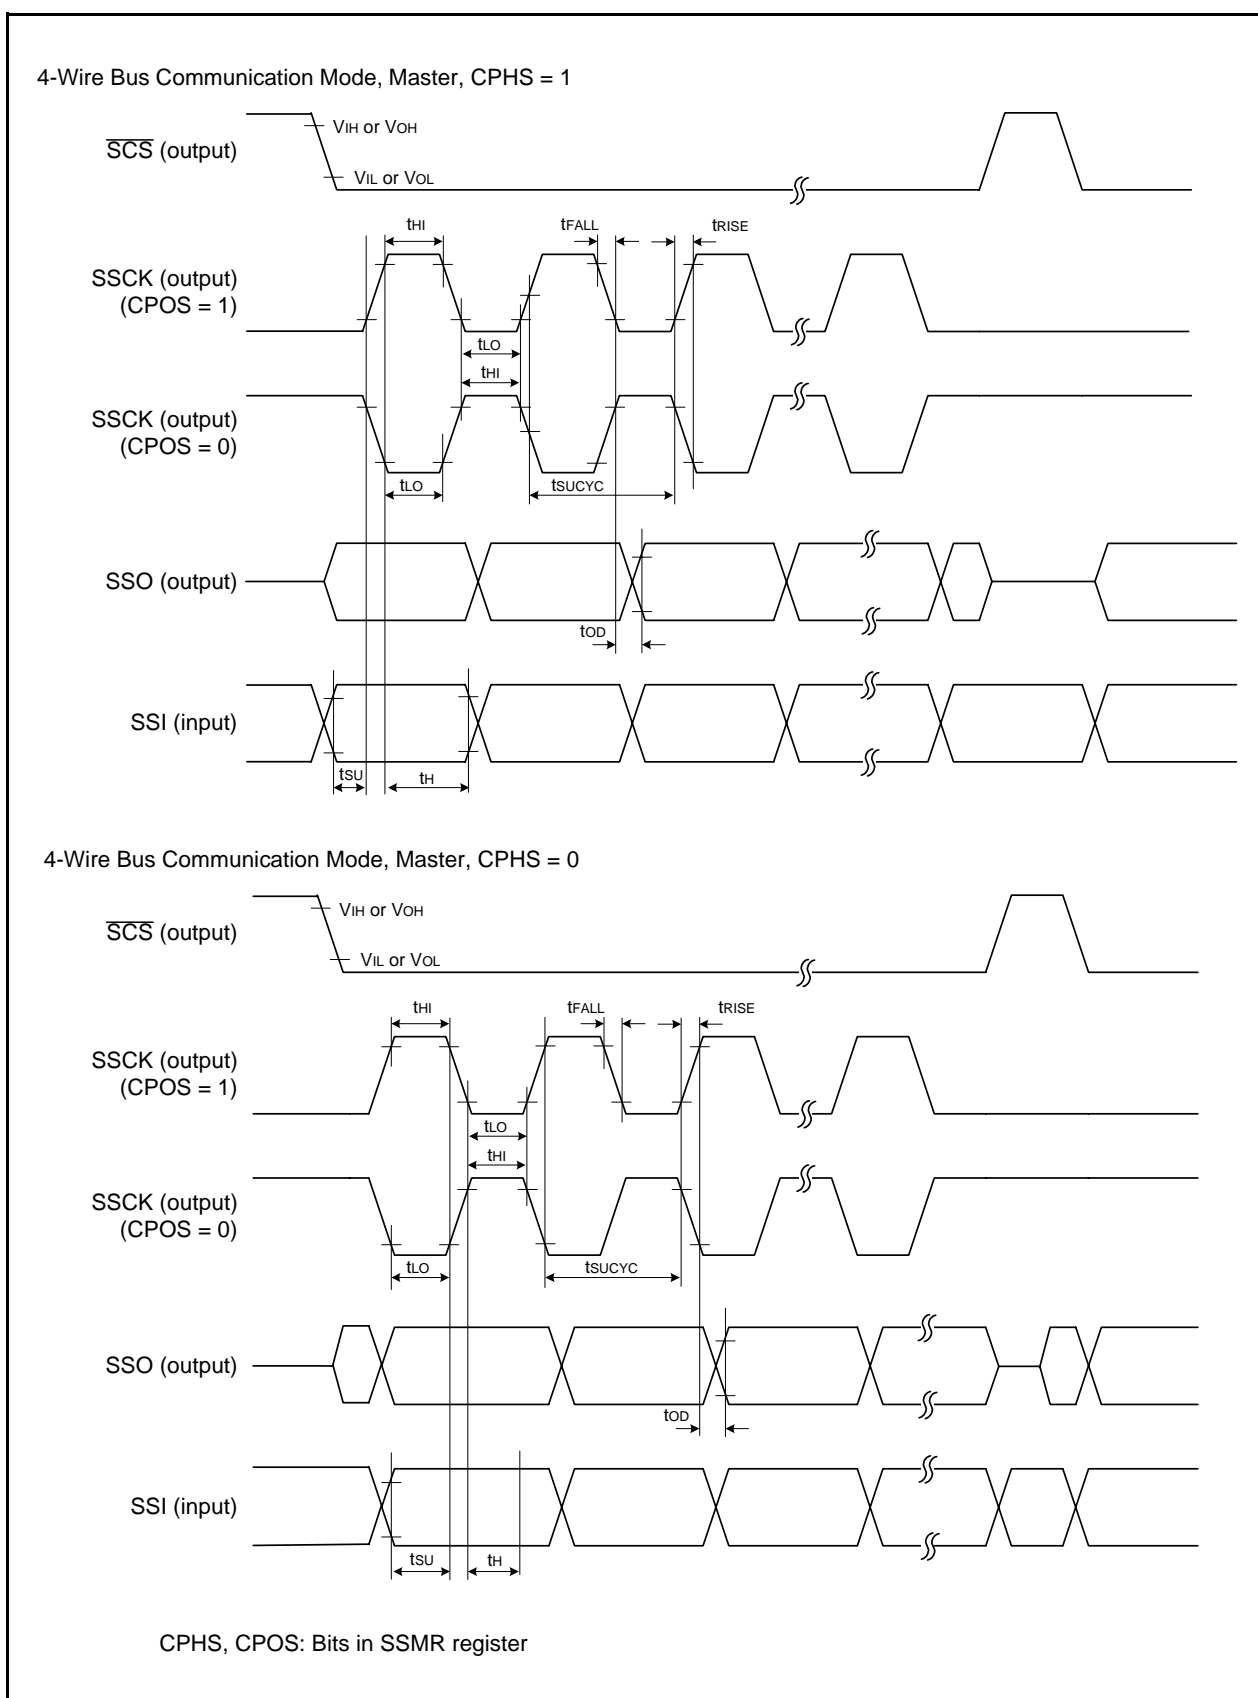 4-Wire Bus Communication Mode, Master, CPHS = 1
VIH or VOH
SCS (output)
VIL or VOL
tHI
tFALL
tRISE
SSCK (output)
(CPOS = 1)
tLO
tHI
SSCK (output)
(CPOS = 0)
tLO
tSUCYC
SSO (output)
tOD
SSI (input)
tSU
tH
4-Wire Bus Communication Mode, Master, CPHS = 0
VIH or VOH
SCS (output)
VIL or VOL
tHI
tFALL
tRISE
SSCK (output)
(CPOS = 1)
tLO
tHI
SSCK (output)
(CPOS = 0)
tLO
tSUCYC
SSO (output)
tOD
SSI (input)
tSU
tH
CPHS, CPOS: Bits in SSMR register